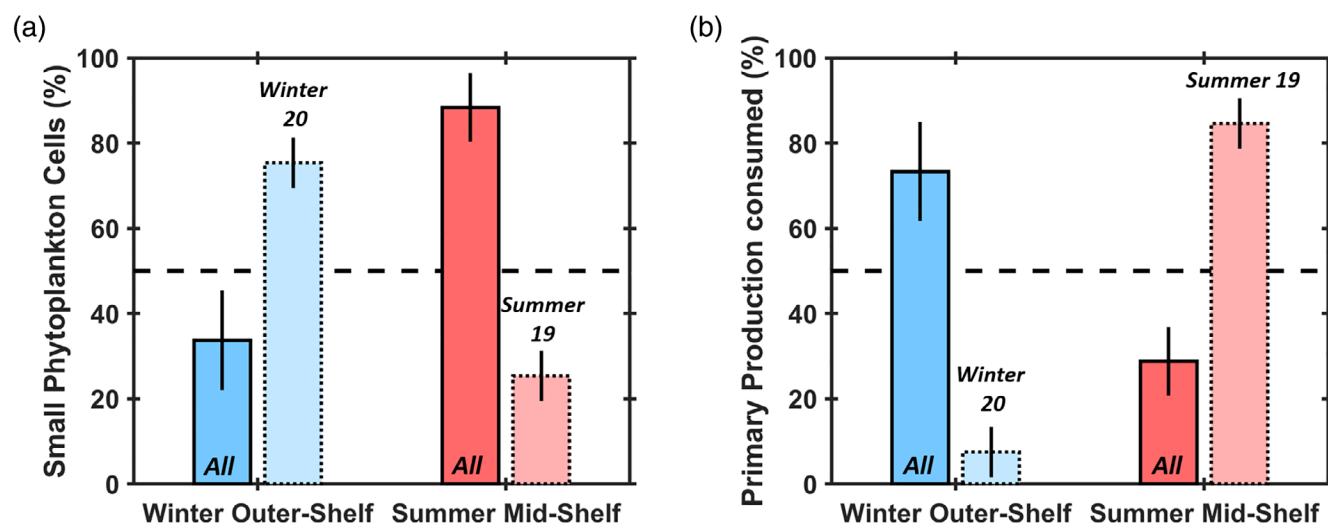 (a)
Small Phytoplankton Cells (%)
100
80
60
40
20
0
Winter
20
Summer
19
All
All
Winter Outer-Shelf
Summer Mid-Shelf
(b)
Primary Production consumed (%)
100
80
60
40
20
0
Summer 19
Winter
20
All
All
Winter Outer-Shelf
Summer Mid-Shelf